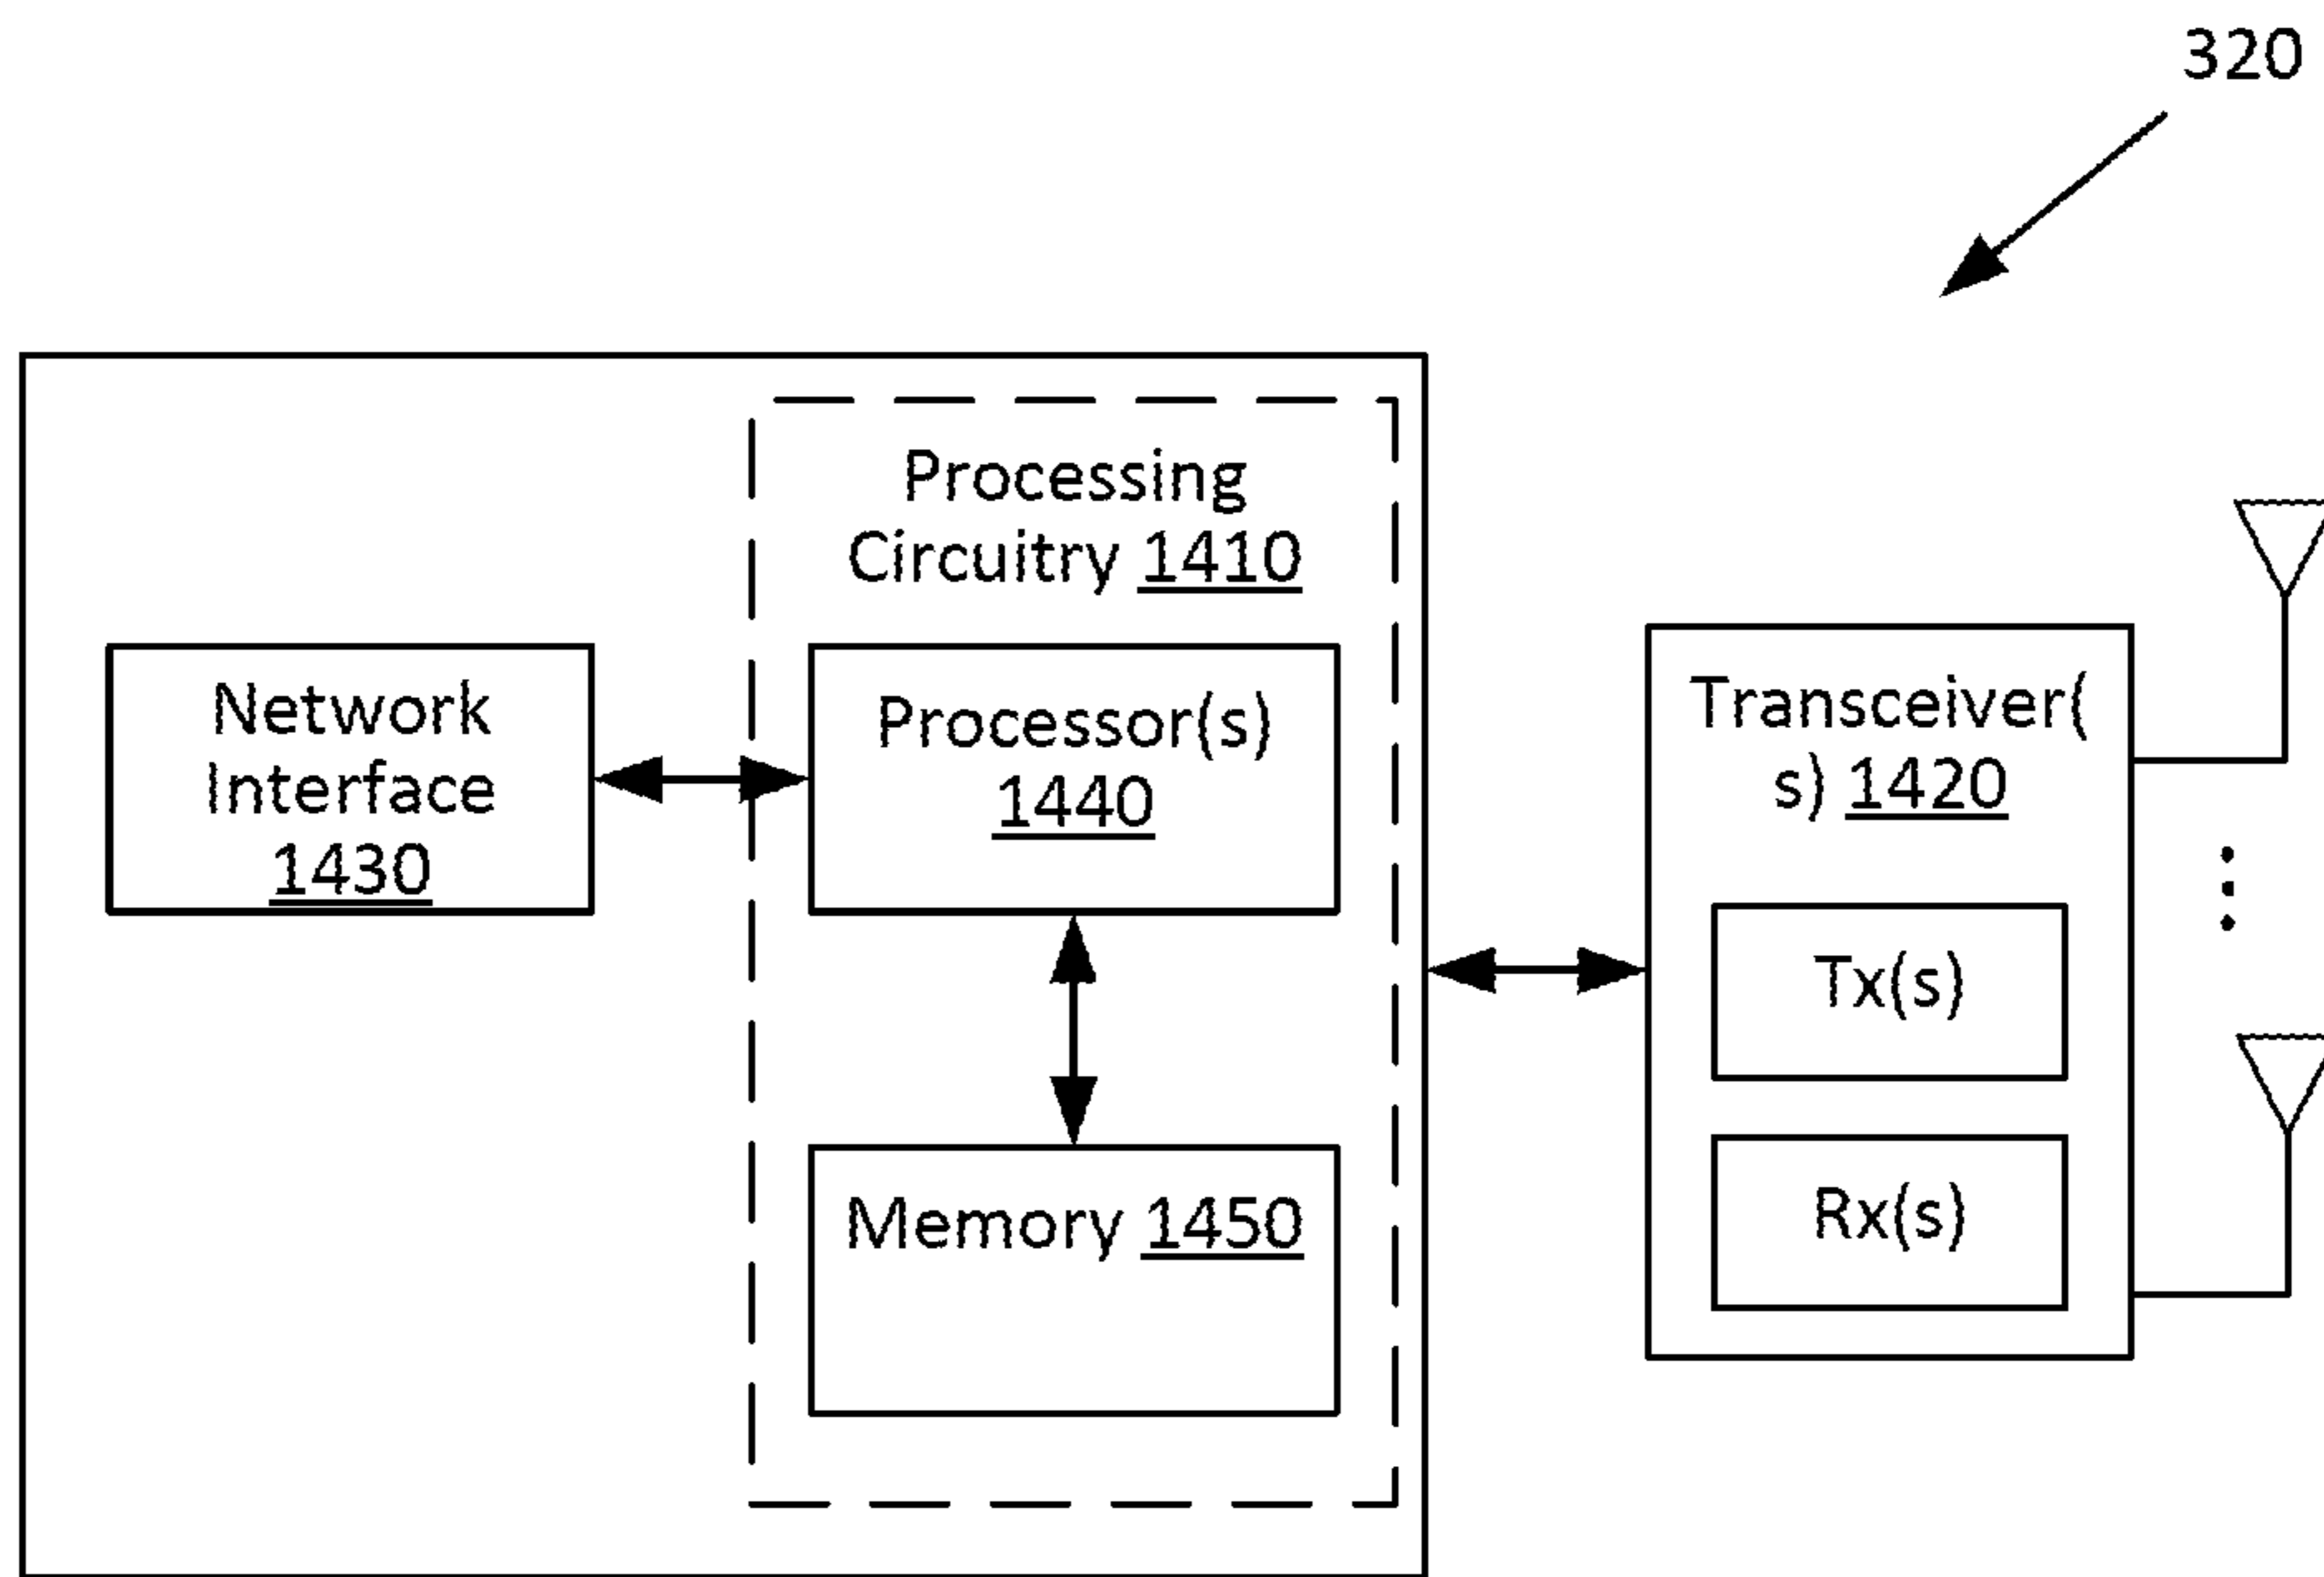 320
Processing
Circuitry 1410
Network
Interface
1430
Processor(s)
1440
Transceiver(
s) 1420
Tx(s)
Memory 1450
Rx(s)